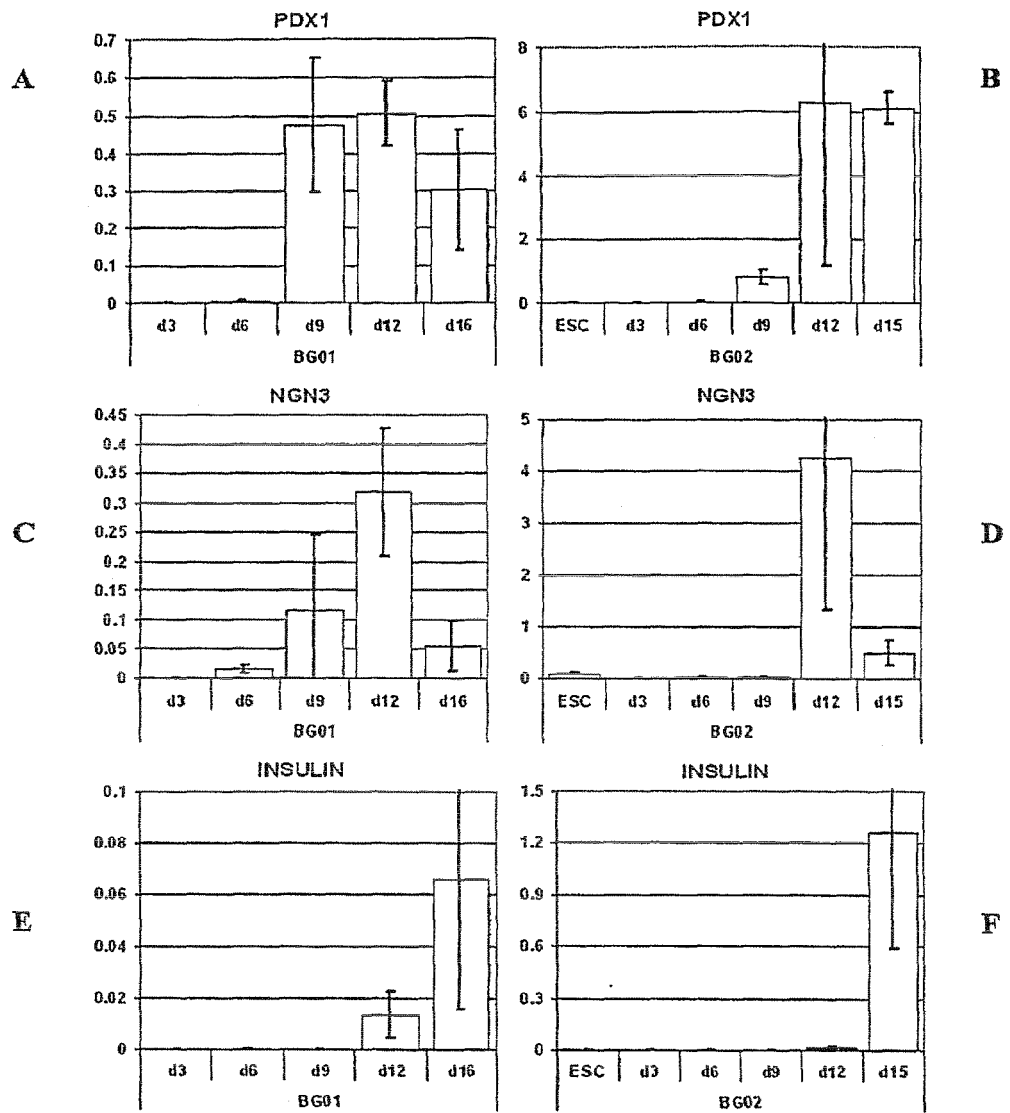 PDX1
PDX1
A
B
0.7
0.6
0.5
0.4
0.3
0.2
0.1
0
d3 d6 d9 d12 d16
BG01
8
6
4
2
0
ESC d3 d6 d9 d12 d15
BG02
NGN3
NGN3
C
D
0.45
0.4
0.35
0.3
0.25
0.2
0.15
0.1
0.05
0
d3 d6 d9 d12 d16
BG01
5
4
3
2
1
0
ESC d3 d6 d9 d12 d15
BG02
INSULIN
INSULIN
E
F
0.1
0.08
0.06
0.04
0.02
0
d3 d6 d9 d12 d16
BG01
1.5
1.2
0.9
0.6
0.3
0
ESC d3 d6 d9 d12 d15
BG02